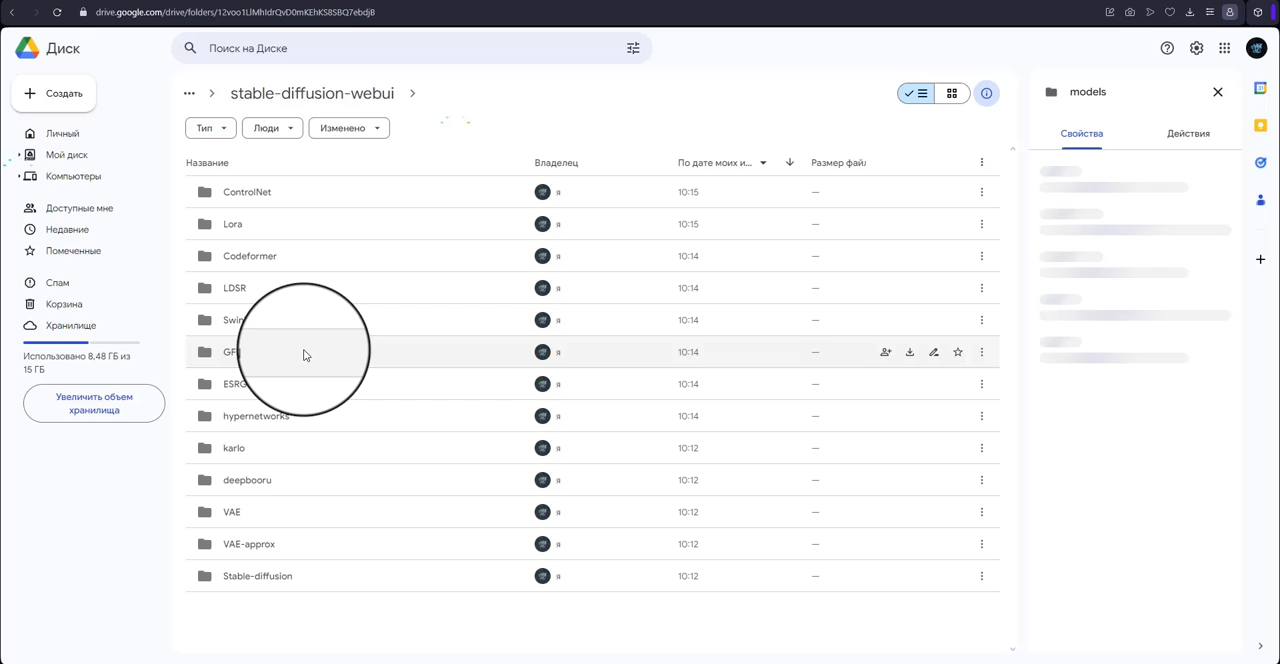 drive.google.com/drive/folders/12voo1LlMhIdrQvD0mKEhKS8SBQ7ebdjB
Диск
Поиск на Диске
Создать
Личный
Мой диск
Компьютеры
Доступные мне
Недавние
Помеченные
Спам
Корзина
Хранилище
Использовано 8,48 ГБ из
15 ГБ
Увеличить объем
хранилища
stable-diffusion-webui
Тип
Люди
Изменено
Название Владелец По дате моих и... Размер файл
ControlNet я 10:15 —
Lora я 10:15 —
Codeformer я 10:14 —
LDSR я 10:14 —
Swin я 10:14 —
GF я 10:14 —
ESRG я 10:14 —
hypernetworks я 10:14 —
karlo я 10:12 —
deepbooru я 10:12 —
VAE я 10:12 —
VAE-approx я 10:12 —
Stable-diffusion я 10:12 —
models
Свойства
Действия